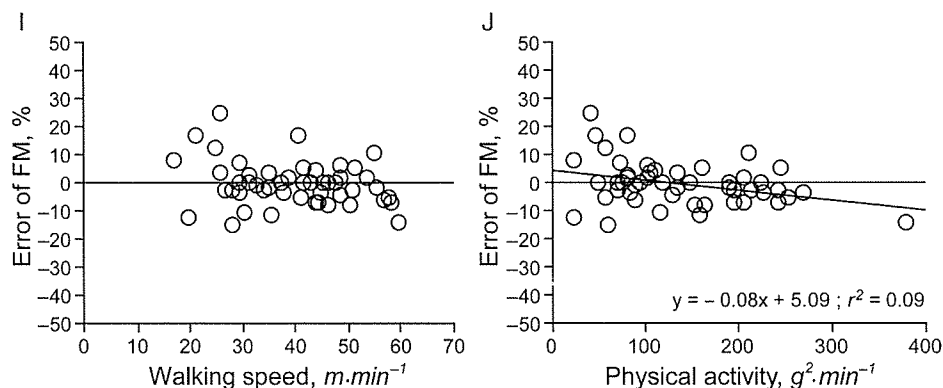 I
50
40
30
20
10
0
–10
–20
–30
–40
–50
Error of FM, %
0 10 20 30 40 50 60 70
Walking speed, m·min⁻¹
J
50
40
30
20
10
0
–10
–20
–30
–40
–50
Error of FM, %
y = – 0.08x + 5.09 ; r² = 0.09
0 100 200 300 400
Physical activity, g²·min⁻¹